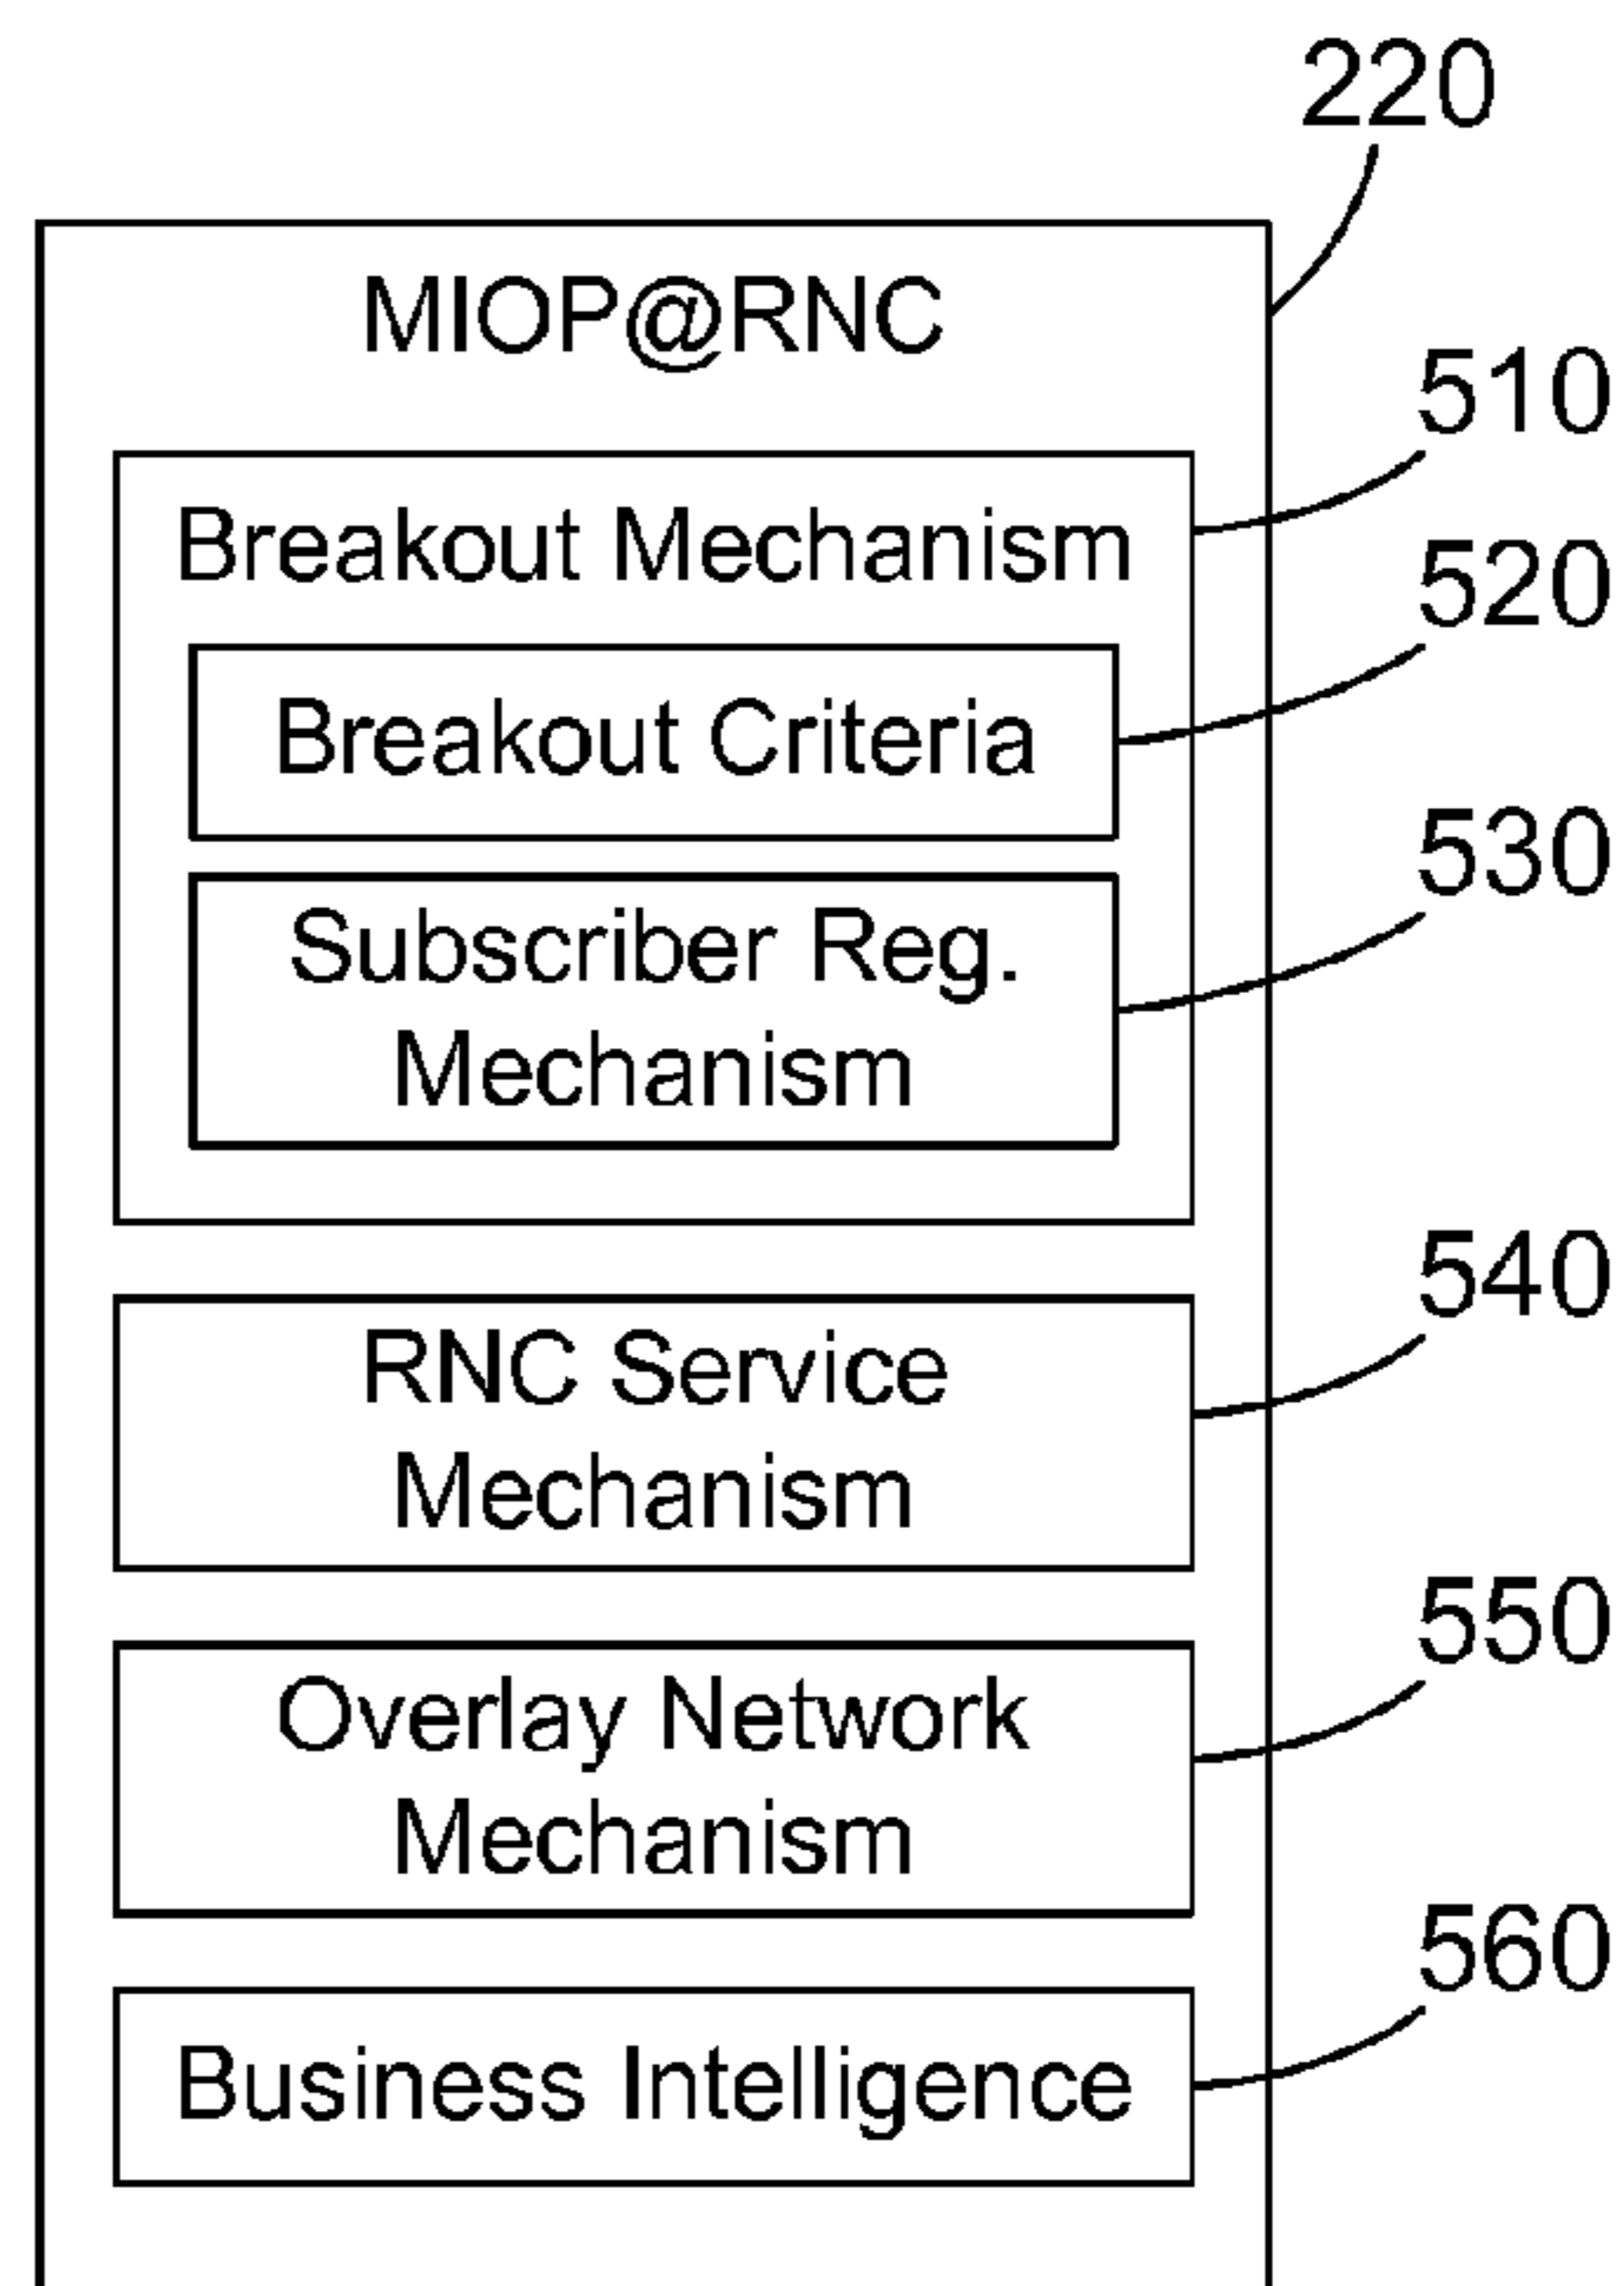 220
MIOP@RNC
510
Breakout Mechanism
520
Breakout Criteria
530
Subscriber Reg.
Mechanism
540
RNC Service
Mechanism
550
Overlay Network
Mechanism
560
Business Intelligence